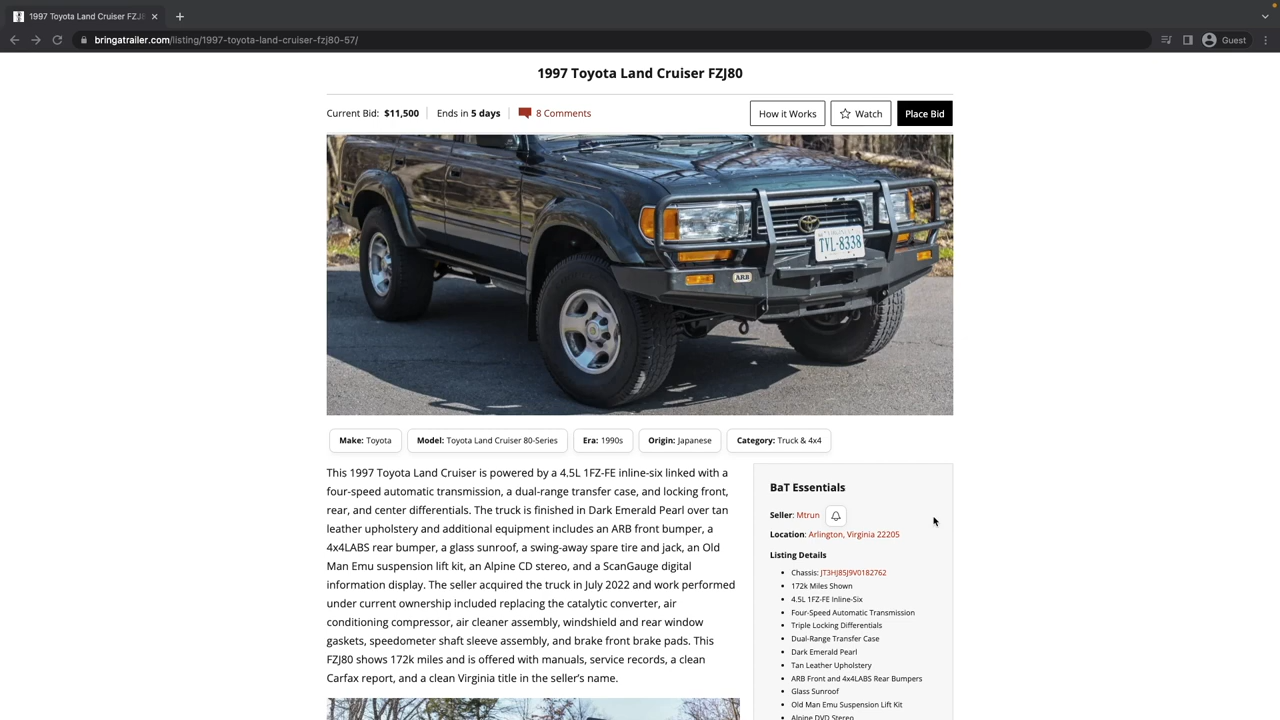 1997 Toyota Land Cruiser FZJ8
bringatrailer.com/listing/1997-toyota-land-cruiser-fzj80-57/
Guest
1997 Toyota Land Cruiser FZJ80
Current Bid: $11,500
Ends in 5 days
8 Comments
How it Works
Watch
Place Bid
VIRGINIA
TVL-8338
ARB
Make: Toyota
Model: Toyota Land Cruiser 80-Series
Era: 1990s
Origin: Japanese
Category: Truck & 4x4
This 1997 Toyota Land Cruiser is powered by a 4.5L 1FZ-FE inline-six linked with a
four-speed automatic transmission, a dual-range transfer case, and locking front,
rear, and center differentials. The truck is finished in Dark Emerald Pearl over tan
leather upholstery and additional equipment includes an ARB front bumper, a
4x4LABS rear bumper, a glass sunroof, a swing-away spare tire and jack, an Old
Man Emu suspension lift kit, an Alpine CD stereo, and a ScanGauge digital
information display. The seller acquired the truck in July 2022 and work performed
under current ownership included replacing the catalytic converter, air
conditioning compressor, air cleaner assembly, windshield and rear window
gaskets, speedometer shaft sleeve assembly, and brake front brake pads. This
FZJ80 shows 172k miles and is offered with manuals, service records, a clean
Carfax report, and a clean Virginia title in the seller's name.
BaT Essentials
Seller: Mtrun
Location: Arlington, Virginia 22205
Listing Details
Chassis: JT3HJ85J9V0182762
172k Miles Shown
4.5L 1FZ-FE Inline-Six
Four-Speed Automatic Transmission
Triple Locking Differentials
Dual-Range Transfer Case
Dark Emerald Pearl
Tan Leather Upholstery
ARB Front and 4x4LABS Rear Bumpers
Glass Sunroof
Old Man Emu Suspension Lift Kit
Alpine DVD Stereo